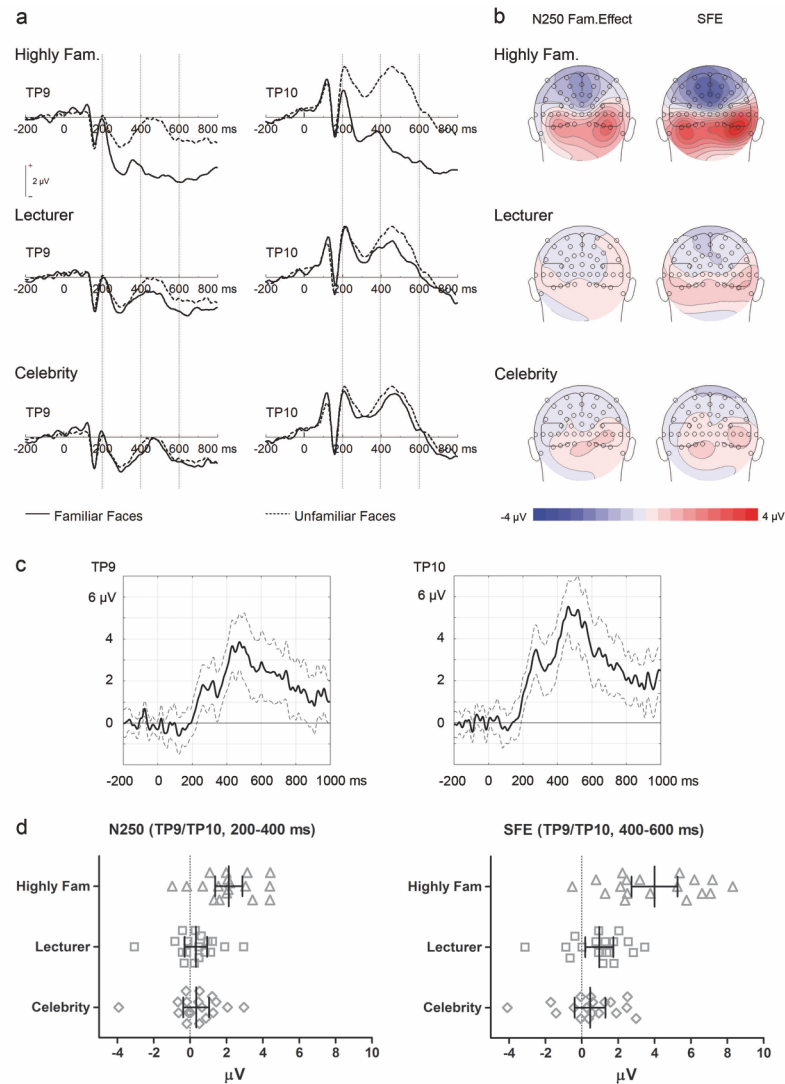 a
Highly Fam.
TP9
-200 0 200 400 600 800 ms
TP10
-200 0 200 400 600 800 ms
+
2 µV
−
Lecturer
TP9
-200 0 200 400 600 800 ms
TP10
-200 0 200 400 600 800 ms
Celebrity
TP9
-200 0 200 400 600 800 ms
TP10
-200 0 200 400 600 800 ms
Familiar Faces
Unfamiliar Faces
b
N250 Fam.Effect
SFE
Highly Fam.
Lecturer
Celebrity
-4 µV
4 µV
c
TP9
6 µV
4
2
0
-200 0 200 400 600 800 1000 ms
TP10
6 µV
4
2
0
-200 0 200 400 600 800 1000 ms
d
N250 (TP9/TP10, 200-400 ms)
Highly Fam
Lecturer
Celebrity
-4 -2 0 2 4 6 8 10
µV
SFE (TP9/TP10, 400-600 ms)
Highly Fam
Lecturer
Celebrity
-4 -2 0 2 4 6 8 10
µV